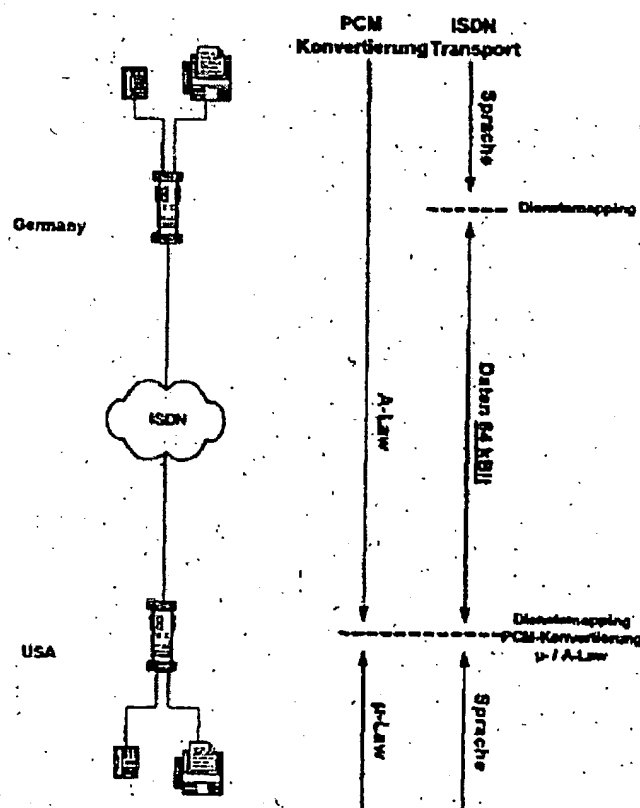 PCM
Konvertierung
ISDN
Transport
Sprache
Germany
Dienstemapping
ISDN
A-Law
Daten 64 kBit
USA
Dienstemapping
PCM-Konvertierung
µ- / A-Law
µ-Law
Sprache